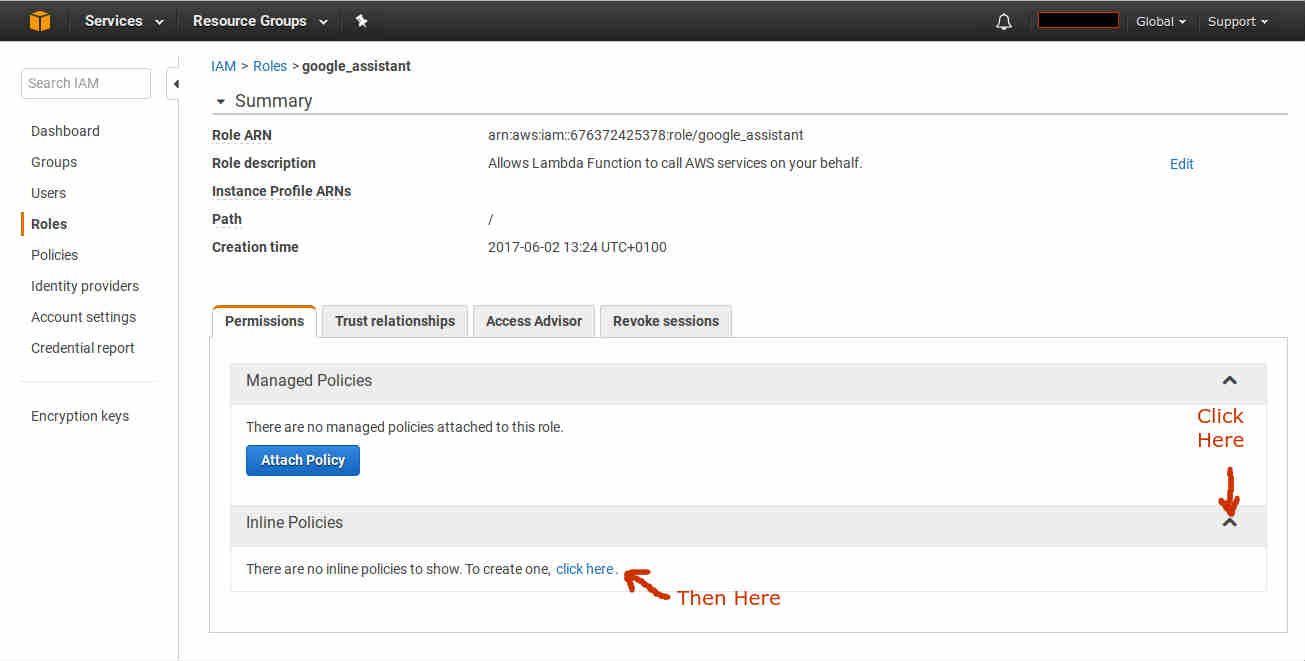 Services Resource Groups Global Support
Search IAM
Dashboard
Groups
Users
Roles
Policies
Identity providers
Account settings
Credential report
Encryption keys
IAM > Roles > google_assistant
Summary
Role ARN arn:aws:iam::676372425378:role/google_assistant
Role description Allows Lambda Function to call AWS services on your behalf. Edit
Instance Profile ARNs
Path /
Creation time 2017-06-02 13:24 UTC+0100
Permissions Trust relationships Access Advisor Revoke sessions
Managed Policies
There are no managed policies attached to this role.
Attach Policy
Click
Here
Inline Policies
There are no inline policies to show. To create one, click here.
Then Here